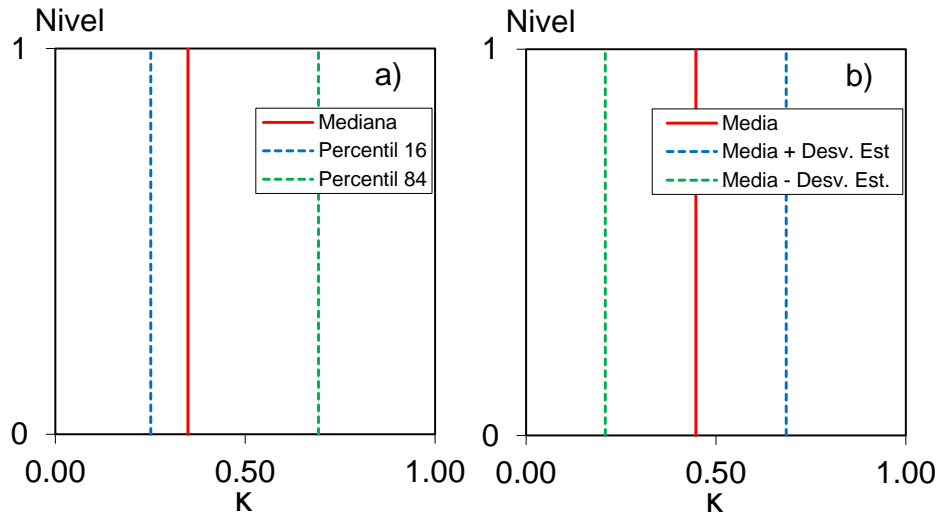 Nivel
1
a)
Mediana
Percentil 16
Percentil 84
0
0.00 0.50 1.00
κ
Nivel
1
b)
Media
Media + Desv. Est
Media - Desv. Est.
0
0.00 0.50 1.00
κ